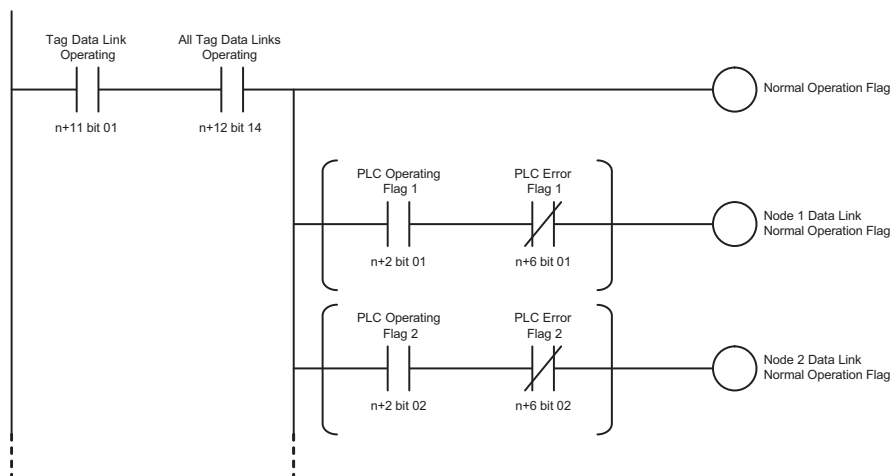 Tag Data Link
Operating
All Tag Data Links
Operating
Normal Operation Flag
n+11 bit 01
n+12 bit 14
PLC Operating
Flag 1
PLC Error
Flag 1
Node 1 Data Link
Normal Operation Flag
n+2 bit 01
n+6 bit 01
PLC Operating
Flag 2
PLC Error
Flag 2
Node 2 Data Link
Normal Operation Flag
n+2 bit 02
n+6 bit 02